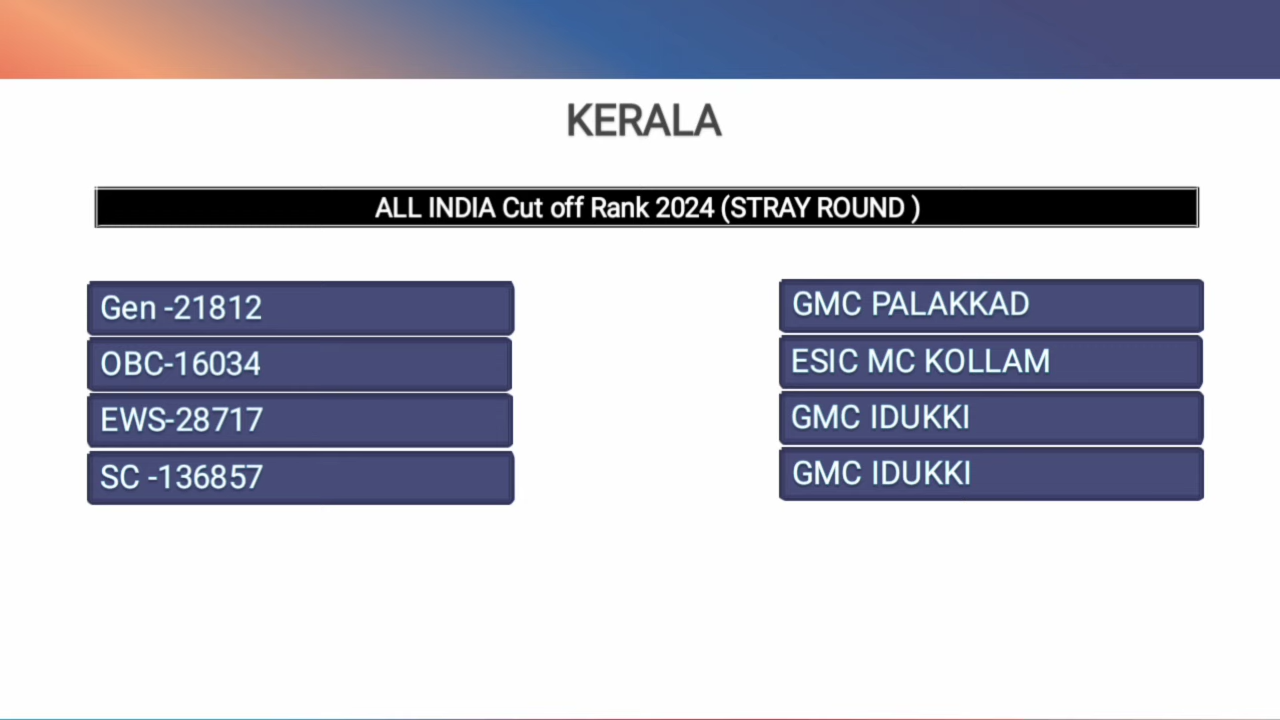 KERALA
ALL INDIA Cut off Rank 2024 (STRAY ROUND )
Gen -21812
GMC PALAKKAD
OBC-16034
ESIC MC KOLLAM
EWS-28717
GMC IDUKKI
SC -136857
GMC IDUKKI